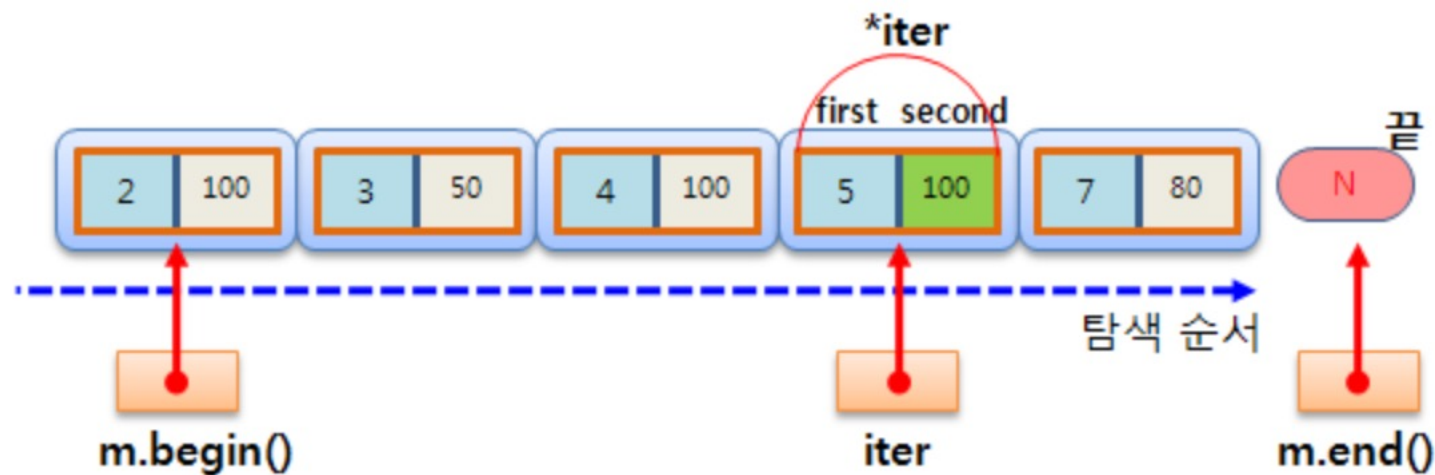 *iter
first second
끝
2 100 3 50 4 100 5 100 7 80 N
탐색 순서
m.begin() iter m.end()